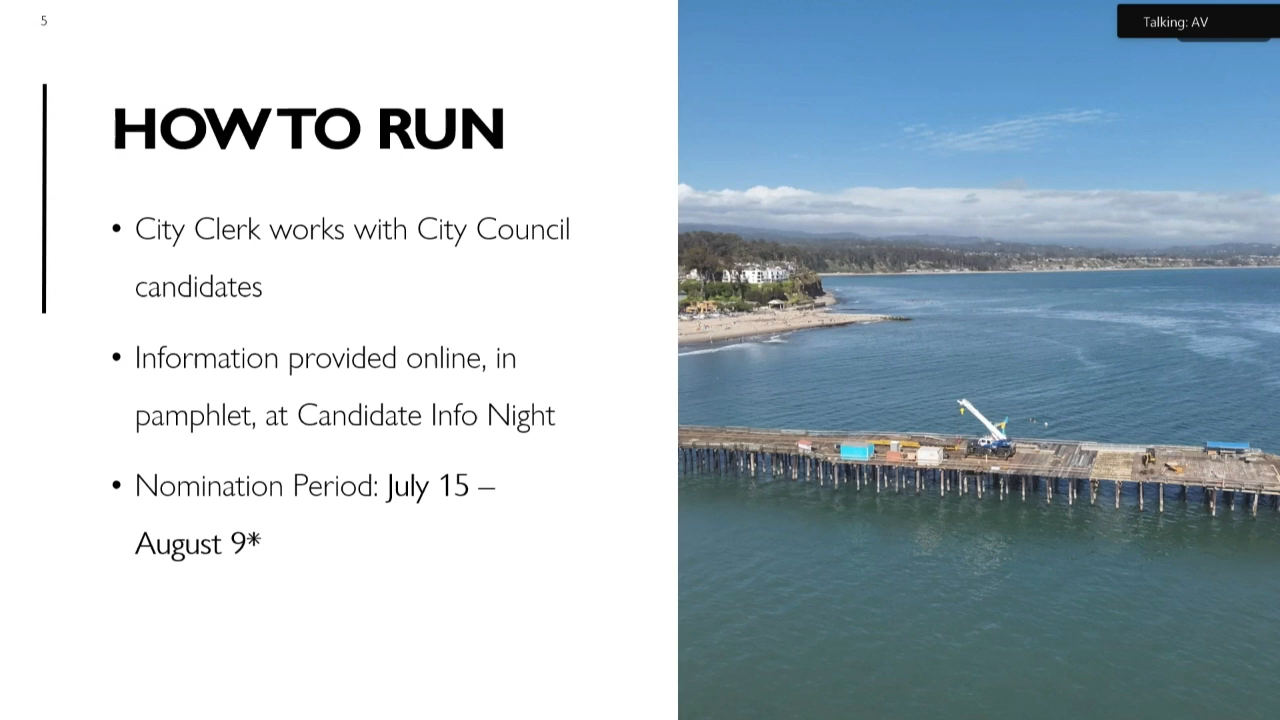 5
Talking: AV
HOW TO RUN
• City Clerk works with City Council
candidates
• Information provided online, in
pamphlet, at Candidate Info Night
• Nomination Period: July 15 –
August 9*